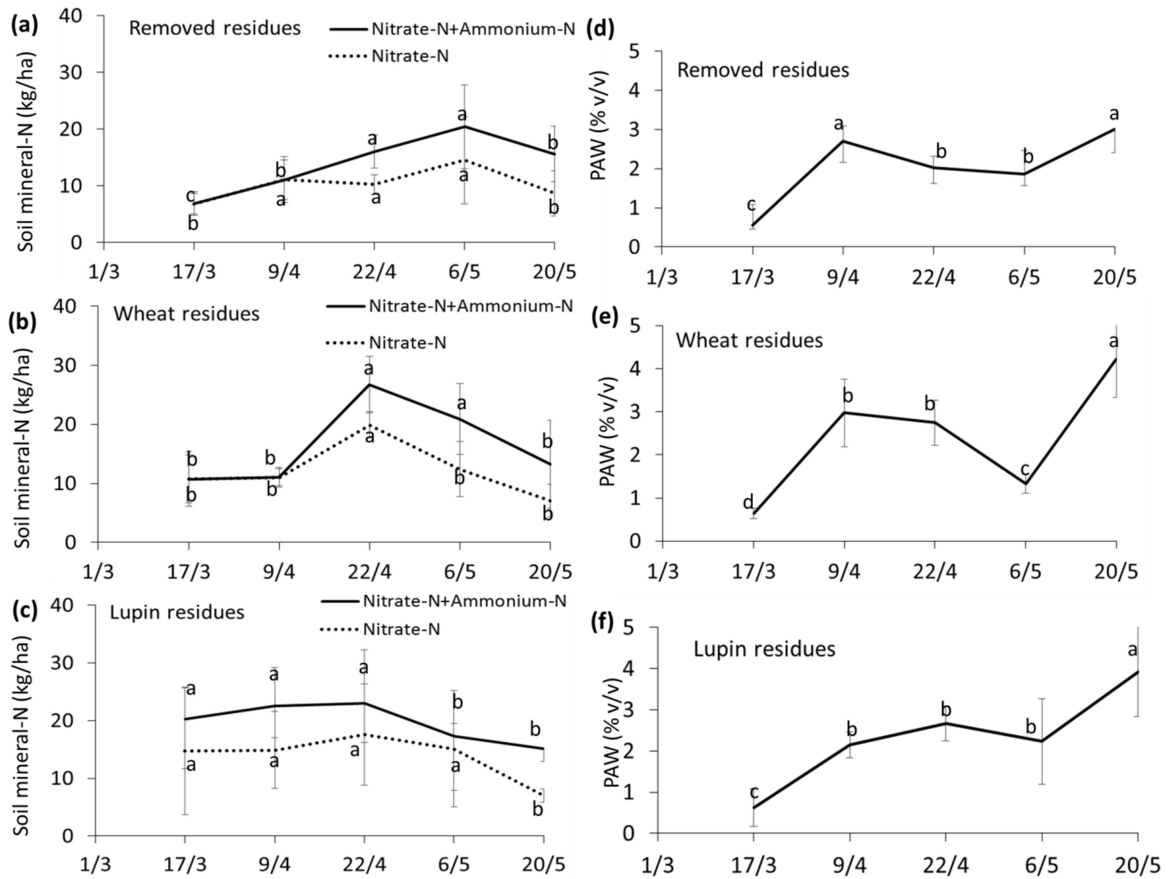 (a)
Removed residues
Nitrate-N+Ammonium-N
Nitrate-N
Soil mineral-N (kg/ha)
40
30
20
10
0
c
b
b
a
a
a
a
a
b
b
1/3 17/3 9/4 22/4 6/5 20/5
(d)
Removed residues
PAW (% v/v)
5
4
3
2
1
0
c
a
b
b
a
1/3 17/3 9/4 22/4 6/5 20/5
(b)
Wheat residues
Nitrate-N+Ammonium-N
Nitrate-N
Soil mineral-N (kg/ha)
40
30
20
10
0
b
b
b
b
a
a
a
b
b
b
1/3 17/3 9/4 22/4 6/5 20/5
(e)
Wheat residues
PAW (% v/v)
5
4
3
2
1
0
d
b
b
c
a
1/3 17/3 9/4 22/4 6/5 20/5
(c)
Lupin residues
Nitrate-N+Ammonium-N
Nitrate-N
Soil mineral-N (kg/ha)
40
30
20
10
0
a
a
a
a
a
a
b
a
b
b
1/3 17/3 9/4 22/4 6/5 20/5
(f)
Lupin residues
PAW (% v/v)
5
4
3
2
1
0
c
b
b
b
a
1/3 17/3 9/4 22/4 6/5 20/5